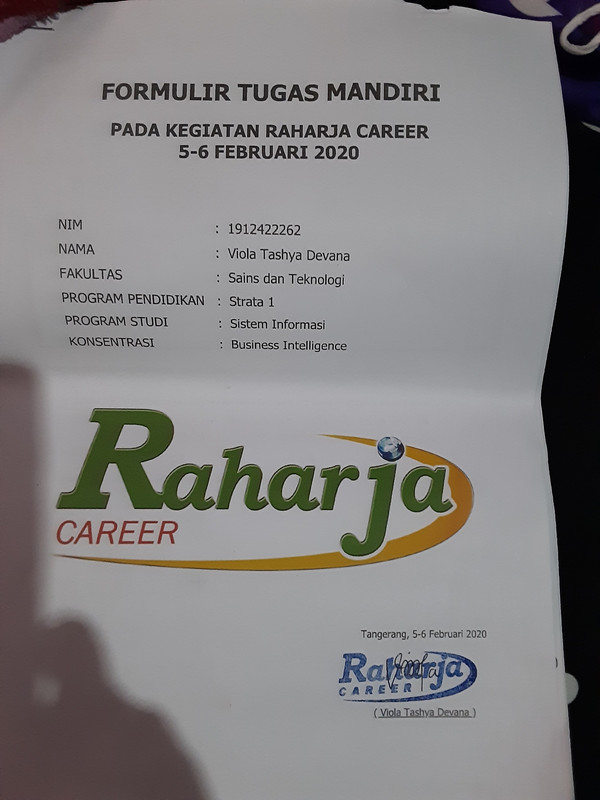 FORMULIR TUGAS MANDIRI
PADA KEGIATAN RAHARJA CAREER
5-6 FEBRUARI 2020
NIM : 1912422262
NAMA : Viola Tashya Devana
FAKULTAS : Sains dan Teknologi
PROGRAM PENDIDIKAN : Strata 1
PROGRAM STUDI : Sistem Informasi
KONSENTRASI : Business Intelligence
Raharja
CAREER
Tangerang, 5-6 Februari 2020
Raharja
CAREER
( Viola Tashya Devana )